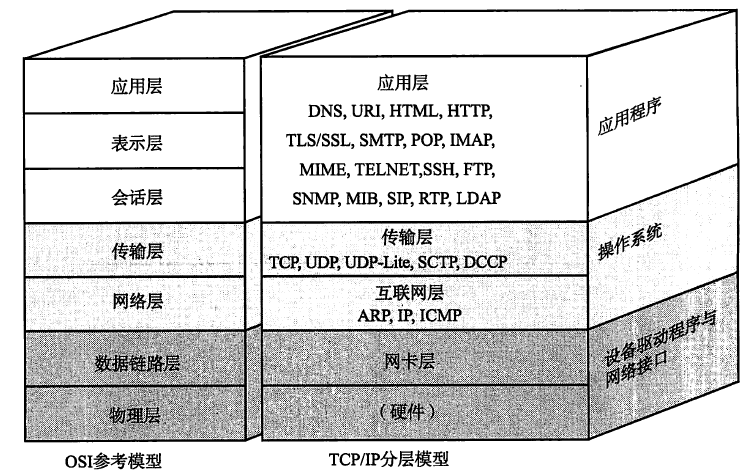 应用层
表示层
会话层
传输层
网络层
数据链路层
物理层
OSI参考模型
应用层
DNS, URI, HTML, HTTP,
TLS/SSL, SMTP, POP, IMAP,
MIME, TELNET,SSH, FTP,
SNMP, MIB, SIP, RTP, LDAP
传输层
TCP, UDP, UDP-Lite, SCTP, DCCP
互联网层
ARP, IP, ICMP
网卡层
（硬件）
TCP/IP分层模型
应用程序
操作系统
设备驱动程序与
网络接口